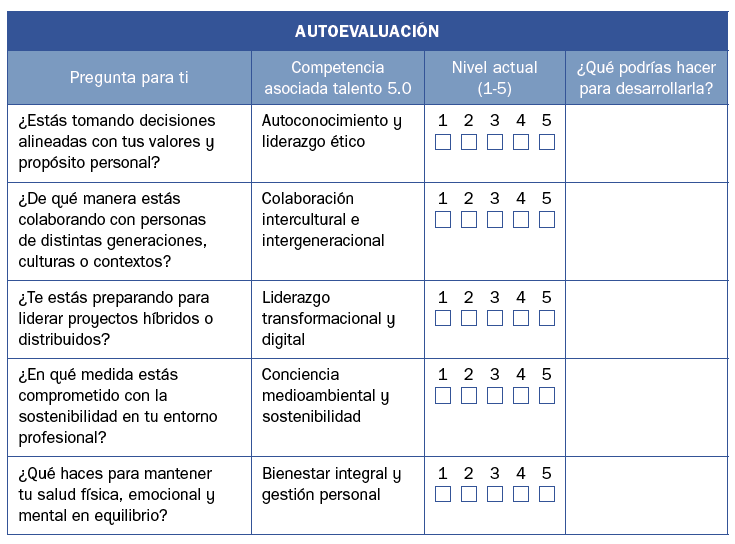 AUTOEVALUACIÓN
Pregunta para ti
Competencia
asociada talento 5.0
Nivel actual
(1-5)
¿Qué podrías hacer
para desarrollarla?
¿Estás tomando decisiones
alineadas con tus valores y
propósito personal?
Autoconocimiento y
liderazgo ético
1 2 3 4 5
¿De qué manera estás
colaborando con personas
de distintas generaciones,
culturas o contextos?
Colaboración
intercultural e
intergeneracional
1 2 3 4 5
¿Te estás preparando para
liderar proyectos híbridos o
distribuidos?
Liderazgo
transformacional y
digital
1 2 3 4 5
¿En qué medida estás
comprometido con la
sostenibilidad en tu entorno
profesional?
Conciencia
medioambiental y
sostenibilidad
1 2 3 4 5
¿Qué haces para mantener
tu salud física, emocional y
mental en equilibrio?
Bienestar integral y
gestión personal
1 2 3 4 5